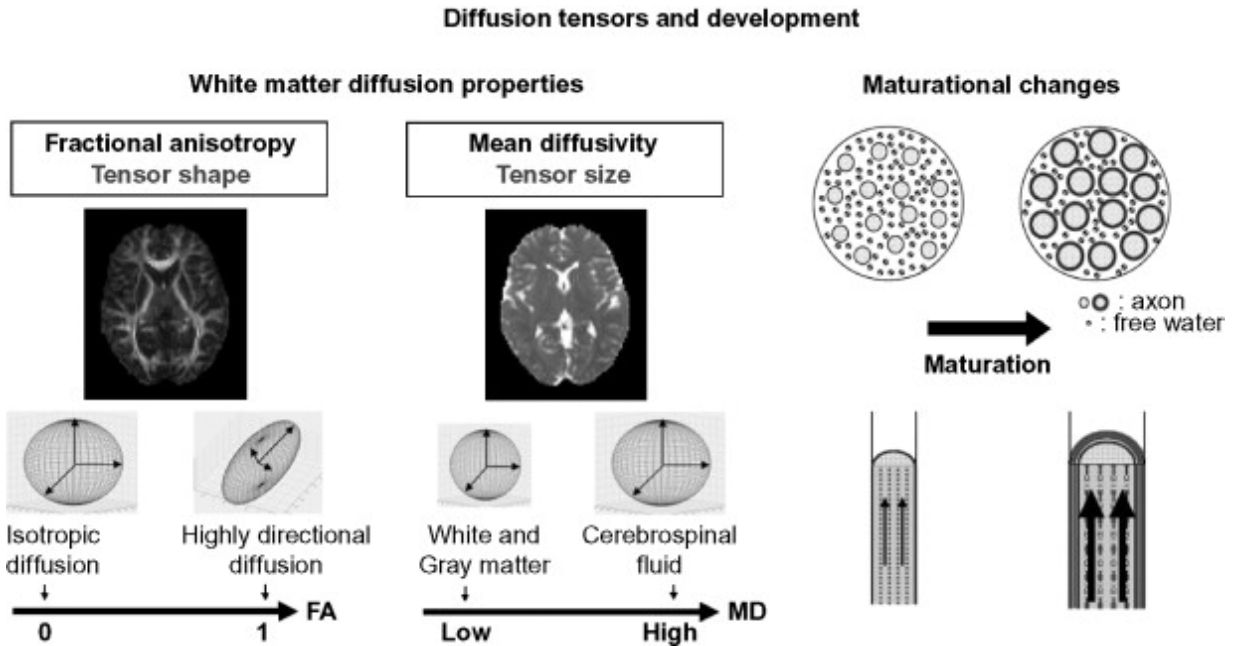 Diffusion tensors and development
White matter diffusion properties
Fractional anisotropy
Tensor shape
Mean diffusivity
Tensor size
Isotropic
diffusion
Highly directional
diffusion
0
1
FA
White and
Gray matter
Cerebrospinal
fluid
Low
High
MD
Maturational changes
: axon
: free water
Maturation